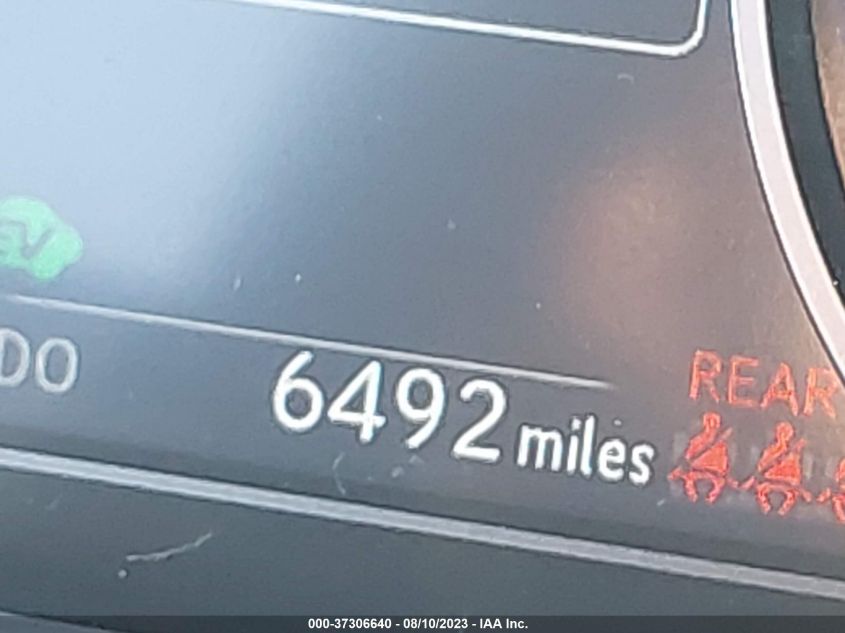 EV
DO 6492 miles
REAR
000-37306640 - 08/10/2023 - IAA Inc.